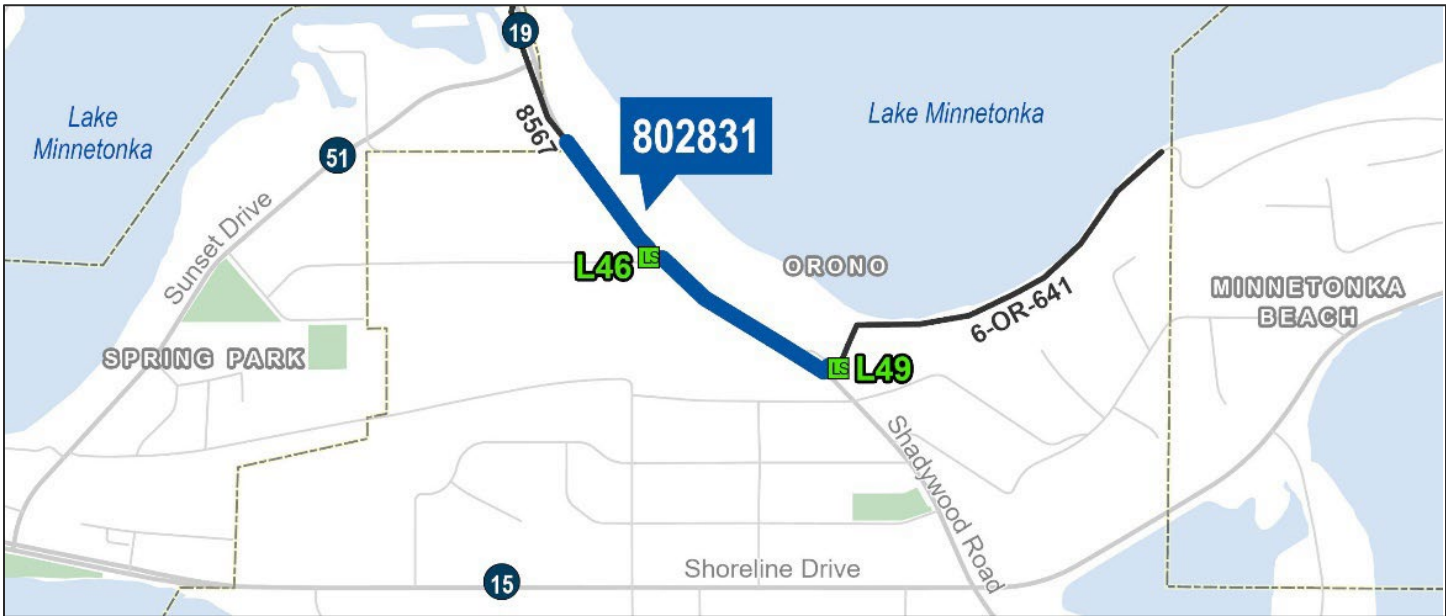 19
Lake
Minnetonka
8567
802831
Lake Minnetonka
51
Sunset Drive
L46
LS
ORONO
6-OR-641
MINNETONKA
BEACH
SPRING PARK
LS
L49
Shadywood Road
15
Shoreline Drive